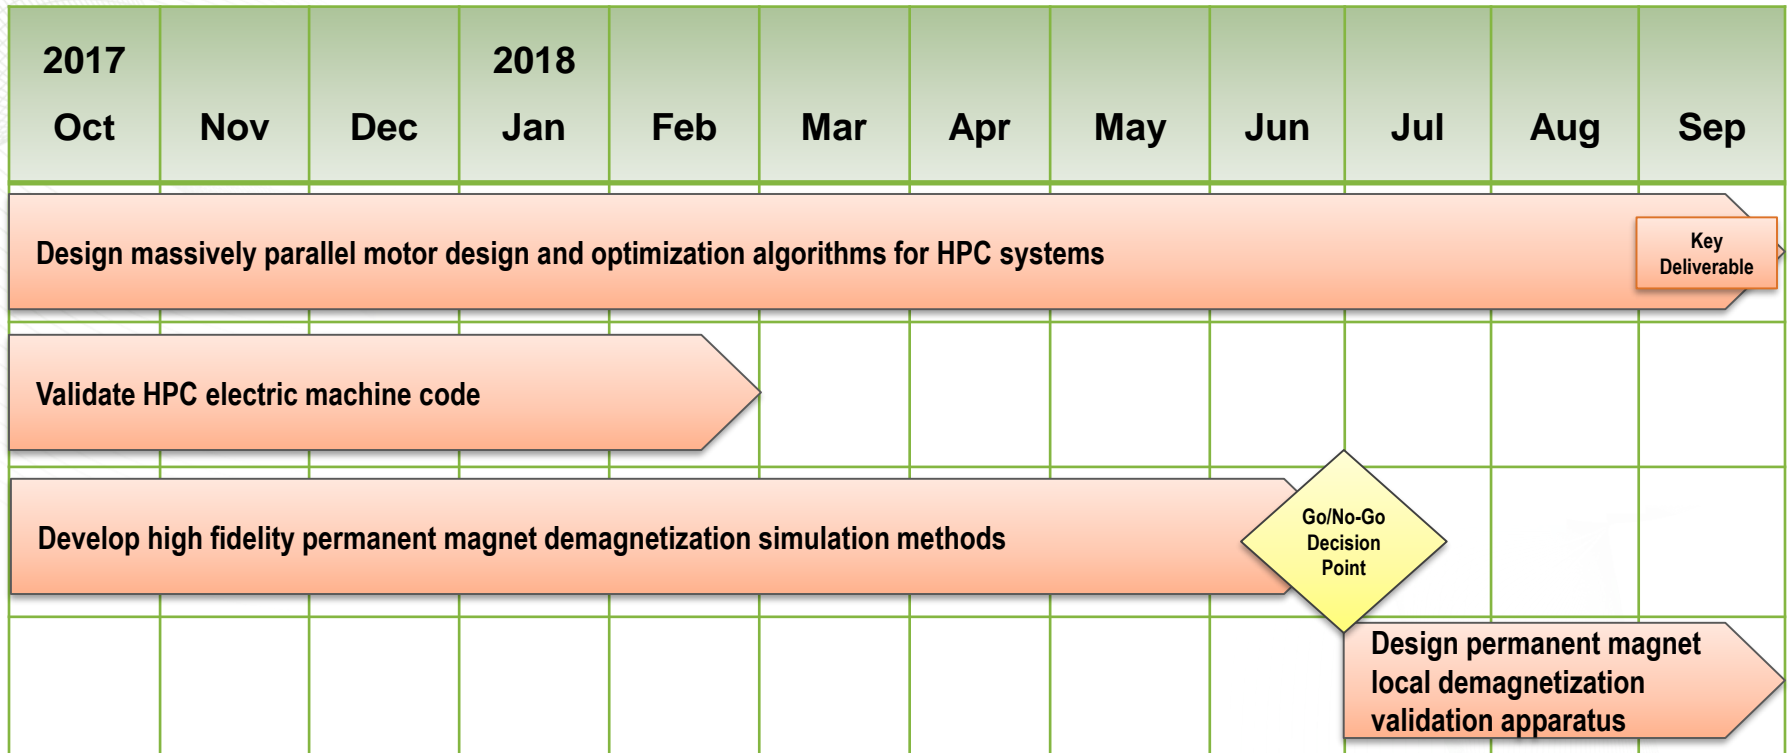 2017
2018
Oct
Nov
Dec
Jan
Feb
Mar
Apr
May
Jun
Jul
Aug
Sep
Design massively parallel motor design and optimization algorithms for HPC systems
Key
Deliverable
Validate HPC electric machine code
Develop high fidelity permanent magnet demagnetization simulation methods
Go/No-Go
Decision
Point
Design permanent magnet
local demagnetization
validation apparatus